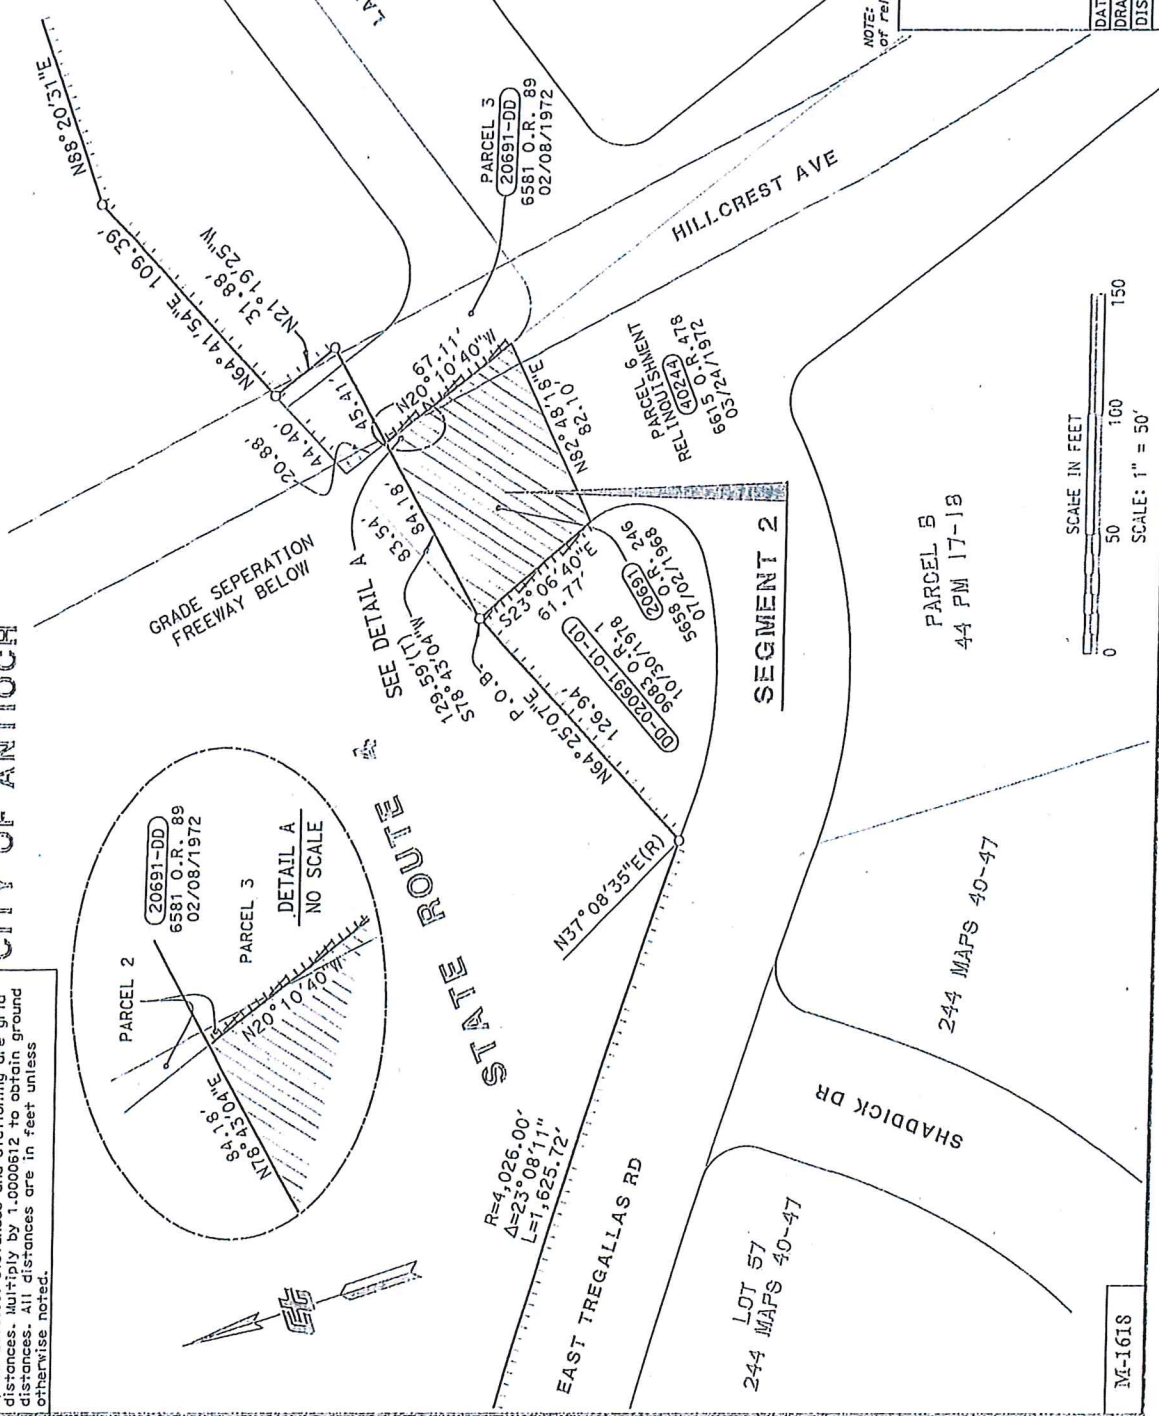 distances. Multiply by 1.0000612 to obtain ground
distances. All distances are in feet unless
otherwise noted.
CITY OF ANTIOCH
NOTE:
of rel
DAT
DRA
DIS
LA
N88°20'31"E
N64°41'54"E 109.39'
31.88'
N21°19'25"W
20.88'
44.40'
45.41'
67.11'
N20°10'40"W
PARCEL 3
20691-DD
6581 O.R. 89
02/08/1972
HILLCREST AVE
GRADE SEPERATION
FREEWAY BELOW
SEE DETAIL A
93.54'
84.18'
129.59'(T)
S78°43'04"W
P.O.B.
N82°48'18"E
82.10'
PARCEL 6
RELINQUISHMENT
40244
6615 O.R. 478
03/24/1972
S23°06'40"E
61.77'
20691
5658 O.R. 246
07/02/1968
DD-020691-01-01
9083 O.R. 1
10/30/1978
N64°25'07"E
126.94'
SEGMENT 2
N37°08'35"E(R)
PARCEL 2
20691-DD
6581 O.R. 89
02/08/1972
PARCEL 3
DETAIL A
NO SCALE
84.18'
N78°43'04"E
N20°10'40"W
STATE ROUTE 4
R=4,026.00'
Δ=23°08'11"
L=1,625.72'
EAST TREGALLAS RD
SHADDICK DR
LOT 57
244 MAPS 40-47
244 MAPS 40-47
PARCEL B
44 PM 17-18
SCALE IN FEET
0 50 100 150
SCALE: 1" = 50'
M-1618